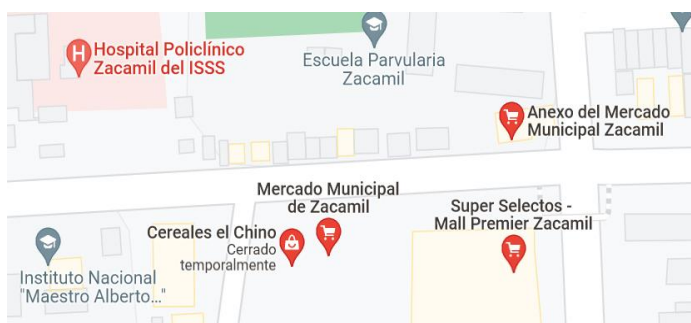 Hospital Policlínico
Zacamil del ISSS
H
Escuela Parvularia
Zacamil
Anexo del Mercado
Municipal Zacamil
Mercado Municipal
de Zacamil
Super Selectos -
Mall Premier Zacamil
Cereales el Chino
Cerrado
temporalmente
Instituto Nacional
"Maestro Alberto..."